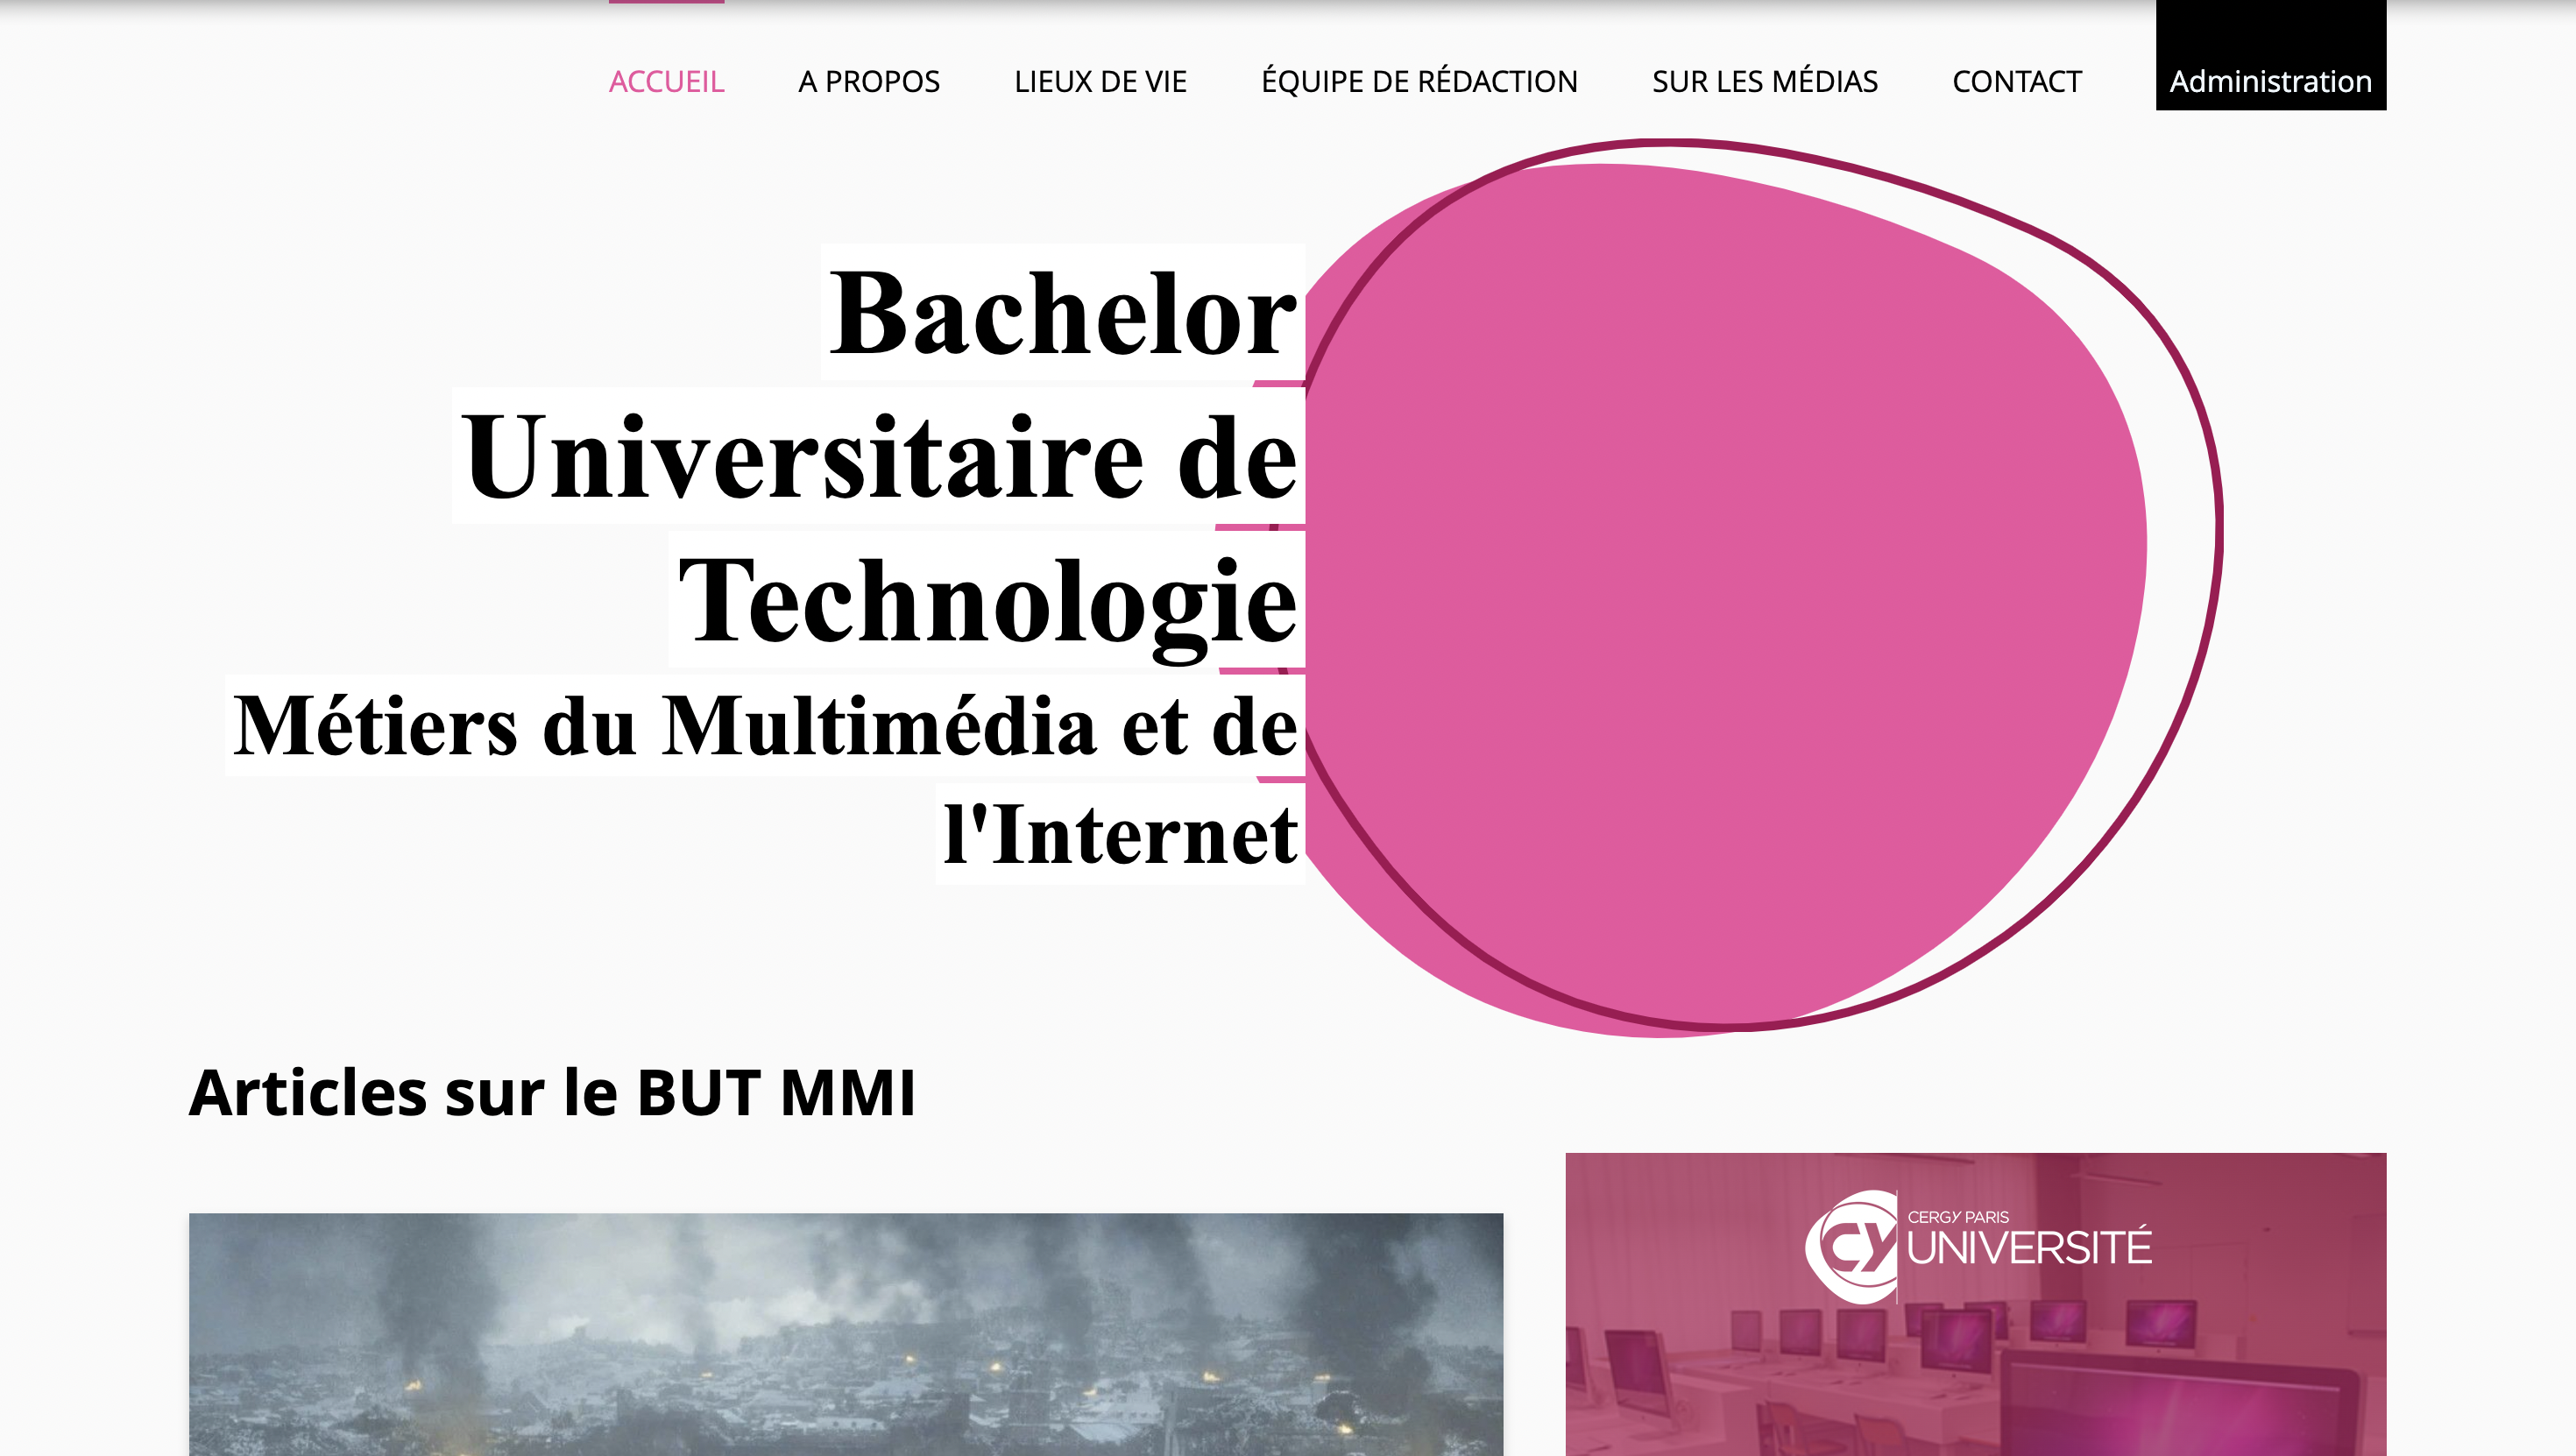 ACCUEIL A PROPOS LIEUX DE VIE ÉQUIPE DE RÉDACTION SUR LES MÉDIAS CONTACT Administration
Bachelor
Universitaire de
Technologie
Métiers du Multimédia et de
l'Internet
Articles sur le BUT MMI
CY
CERGY PARIS
UNIVERSITÉ